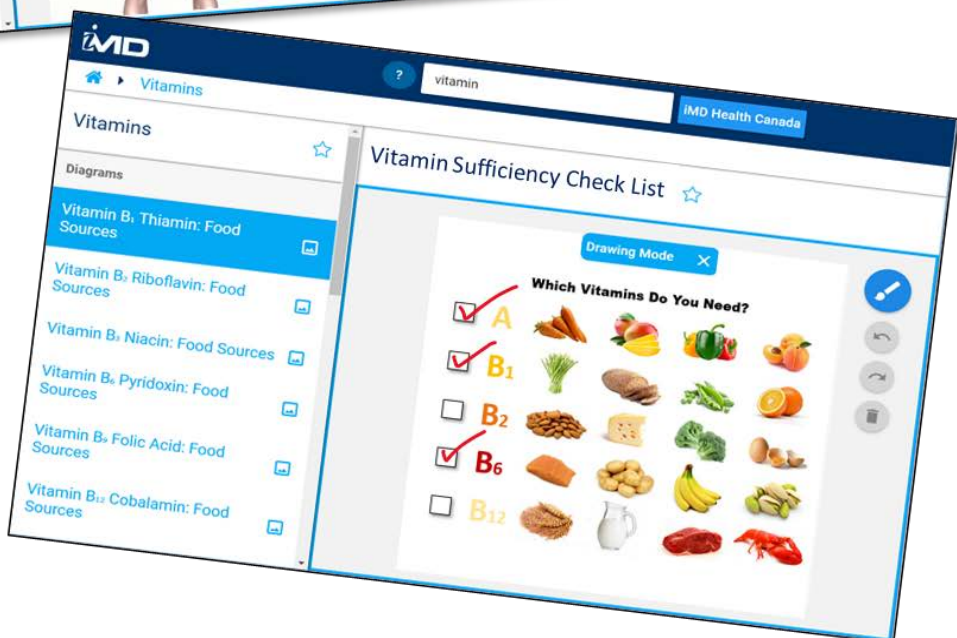 iMD
?
vitamin
iMD Health Canada
Vitamins
Vitamins
Diagrams
Vitamin B₁ Thiamin: Food
Sources
Vitamin B₂ Riboflavin: Food
Sources
Vitamin B₃ Niacin: Food Sources
Vitamin B₆ Pyridoxin: Food
Sources
Vitamin B₉ Folic Acid: Food
Sources
Vitamin B₁₂ Cobalamin: Food
Sources
Vitamin Sufficiency Check List
Drawing Mode X
Which Vitamins Do You Need?
A
B₁
B₂
B₆
B₁₂